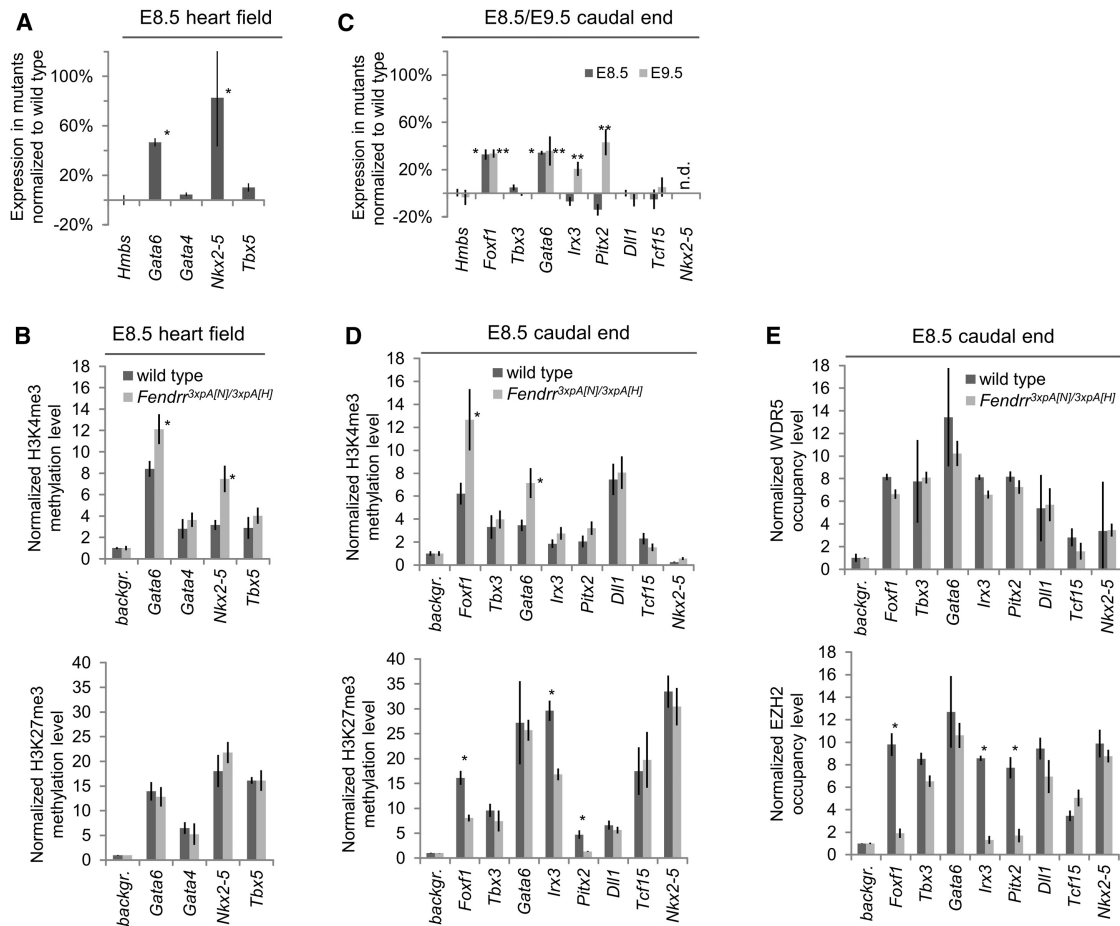 A
E8.5 heart field
Expression in mutants
normalized to wild type
100%
60%
20%
-20%
*
*
Hmbs
Gata6
Gata4
Nkx2-5
Tbx5
C
E8.5/E9.5 caudal end
Expression in mutants
normalized to wild type
100%
60%
20%
-20%
E8.5
E9.5
*
**
*
**
**
**
n.d.
Hmbs
Foxf1
Tbx3
Gata6
Irx3
Pitx2
Dll1
Tcf15
Nkx2-5
B
E8.5 heart field
Normalized H3K4me3
methylation level
18
16
14
12
10
8
6
4
2
0
wild type
Fendrr3xpA[N]/3xpA[H]
*
*
backgr.
Gata6
Gata4
Nkx2-5
Tbx5
Normalized H3K27me3
methylation level
40
35
30
25
20
15
10
5
0
backgr.
Gata6
Gata4
Nkx2-5
Tbx5
D
E8.5 caudal end
Normalized H3K4me3
methylation level
18
16
14
12
10
8
6
4
2
0
wild type
Fendrr3xpA[N]/3xpA[H]
*
*
backgr.
Foxf1
Tbx3
Gata6
Irx3
Pitx2
Dll1
Tcf15
Nkx2-5
Normalized H3K27me3
methylation level
40
35
30
25
20
15
10
5
0
*
*
*
backgr.
Foxf1
Tbx3
Gata6
Irx3
Pitx2
Dll1
Tcf15
Nkx2-5
E
E8.5 caudal end
Normalized WDR5
occupancy level
18
16
14
12
10
8
6
4
2
0
wild type
Fendrr3xpA[N]/3xpA[H]
backgr.
Foxf1
Tbx3
Gata6
Irx3
Pitx2
Dll1
Tcf15
Nkx2-5
Normalized EZH2
occupancy level
18
16
14
12
10
8
6
4
2
0
*
*
*
backgr.
Foxf1
Tbx3
Gata6
Irx3
Pitx2
Dll1
Tcf15
Nkx2-5